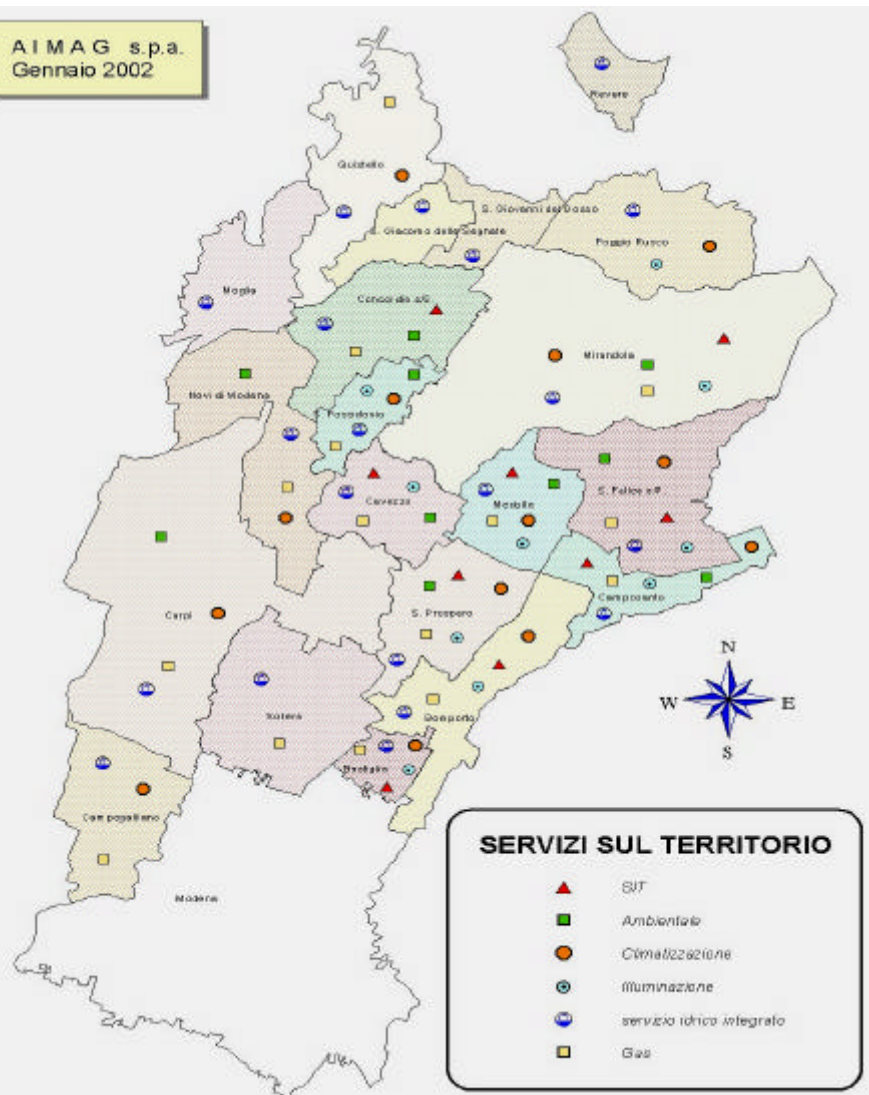 AIMAG s.p.a.
Gennaio 2002
Revere
Quistello
S. Giovanni del Dosso
S. Giacomo delle Segnate
Poggio Rusco
Moglia
Concordia s/S
Mirandola
Novi di Modena
S. Possidonio
S. Felice s/P
Cavezzo
Medolla
Camposanto
S. Prospero
Carpi
N
W E
S
Soliera
Bomporto
Bastiglia
Campogalliano
Modena
SERVIZI SUL TERRITORIO
SIT
Ambientale
Climatizzazione
Illuminazione
servizio idrico integrato
Gas